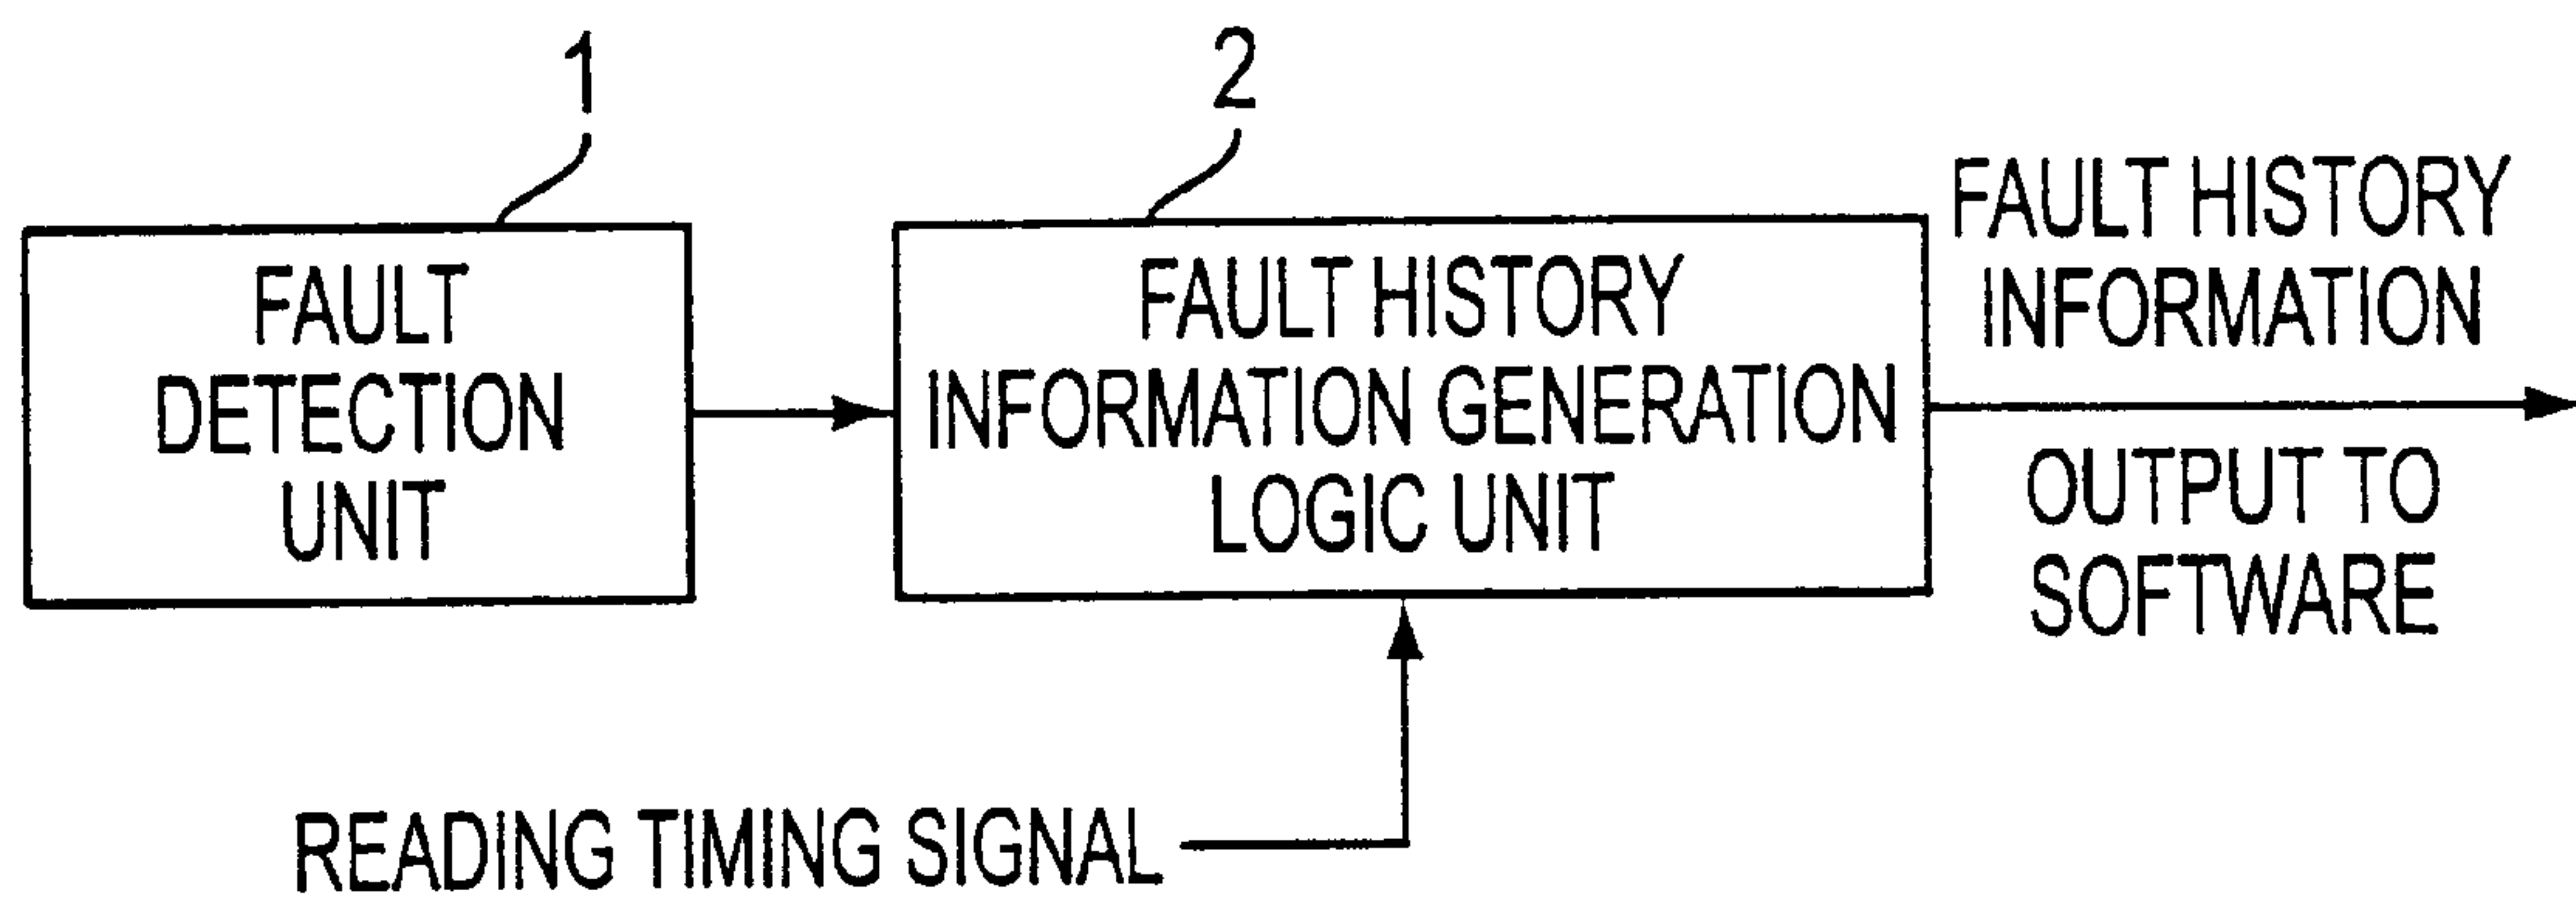 1
2
FAULT
DETECTION
UNIT
FAULT HISTORY
INFORMATION GENERATION
LOGIC UNIT
FAULT HISTORY
INFORMATION
OUTPUT TO
SOFTWARE
READING TIMING SIGNAL